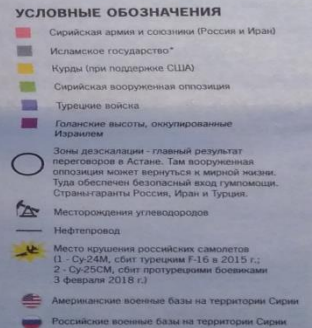 УСЛОВНЫЕ ОБОЗНАЧЕНИЯ
Сирийская армия и союзники (Россия и Иран)
Исламское государство*
Курды (при поддержке США)
Сирийская вооруженная оппозиция
Турецкие войска
Голанские высоты, оккупированные
Израилем
Зоны деэскалации - главный результат
переговоров в Астане. Там вооруженная
оппозиция может вернуться к мирной жизни.
Туда обеспечен безопасный вход гумпомощи.
Страны-гаранты Россия, Иран и Турция.
Месторождения углеводородов
Нефтепровод
Место крушения российских самолетов
(1 - Су-24М, сбит турецким F-16 в 2015 г.;
2 - Су-25СМ, сбит протурецкими боевиками
3 февраля 2018 г.)
Американские военные базы на территории Сирии
Российские военные базы на территории Сирии